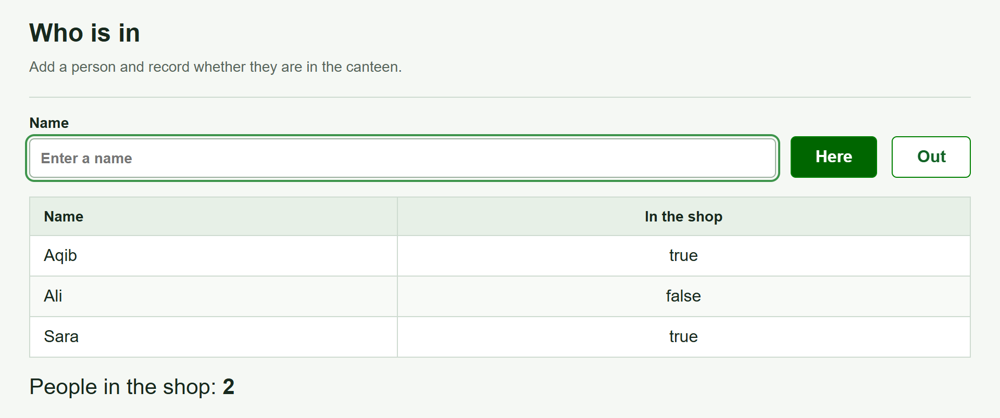 Who is in
Add a person and record whether they are in the canteen.
Name
Enter a name Here Out
Name In the shop
Aqib true
Ali false
Sara true
People in the shop: 2